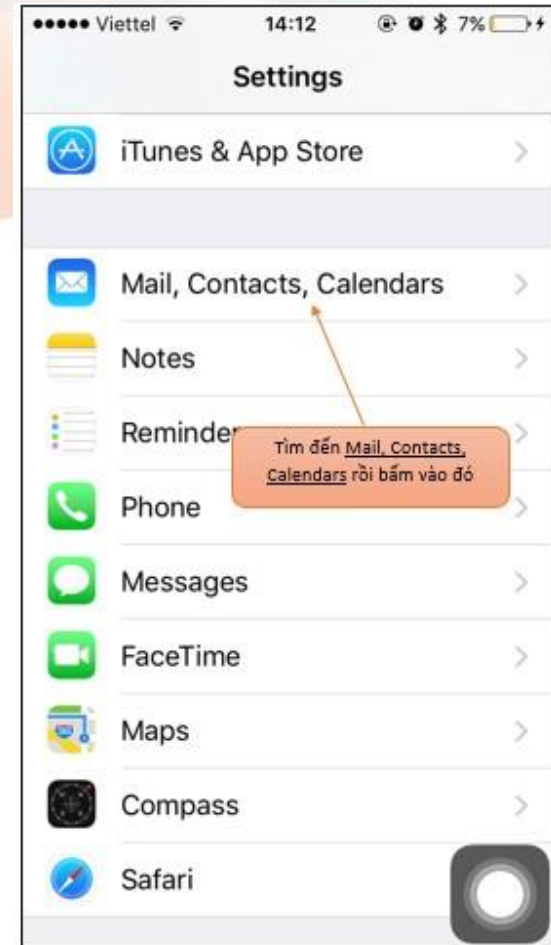 Viettel 14:12 7%
Settings
iTunes & App Store
Mail, Contacts, Calendars
Notes
Tìm đến Mail, Contacts,
Calendars rồi bấm vào đó
Phone
Messages
FaceTime
Maps
Compass
Safari